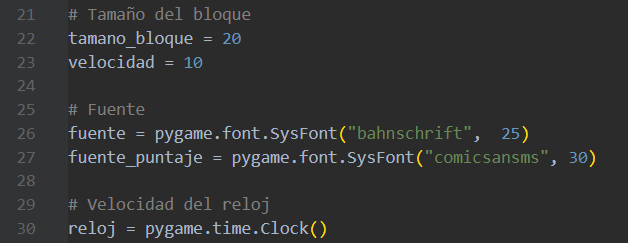 21 # Tamaño del bloque
22 tamano_bloque = 20
23 velocidad = 10
24
25 # Fuente
26 fuente = pygame.font.SysFont("bahnschrift",  25)
27 fuente_puntaje = pygame.font.SysFont("comicsansms", 30)
28
29 # Velocidad del reloj
30 reloj = pygame.time.Clock()